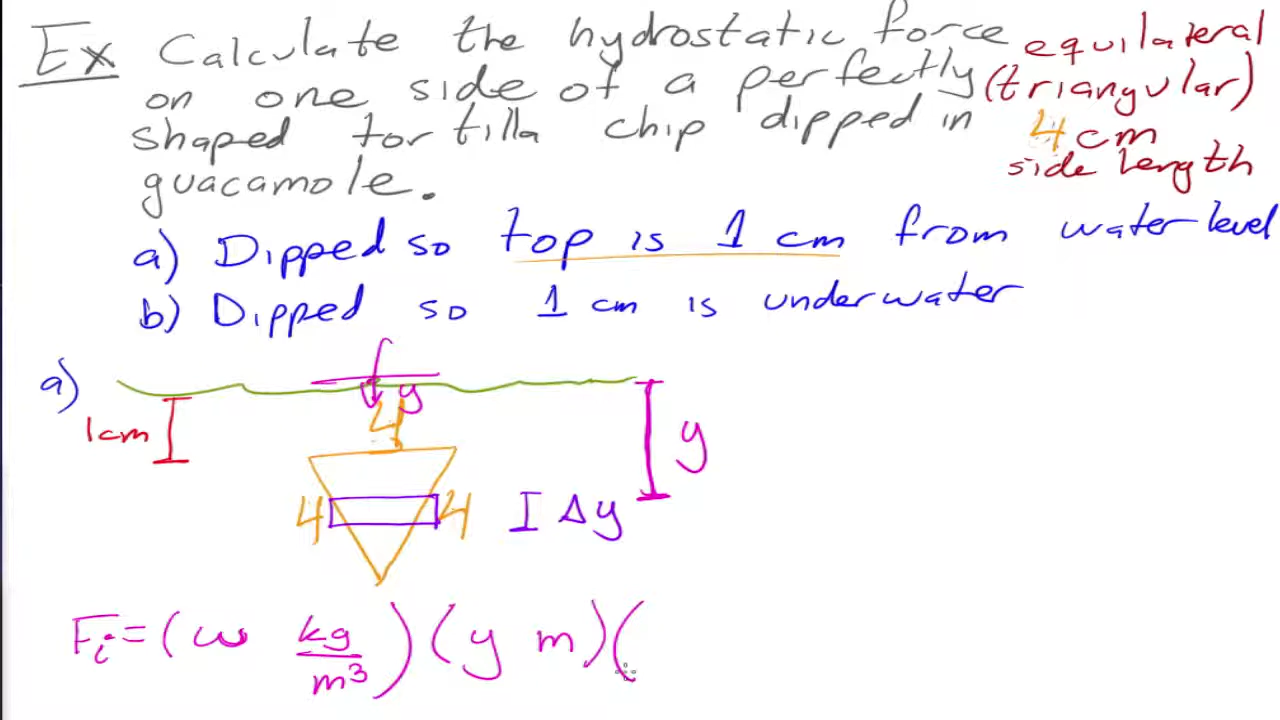 Ex Calculate the hydrostatic force
on one side of a perfectly
shaped tortilla chip dipped in
guacamole.
equilateral
(triangular)
4 cm
side length
a) Dipped so top is 1 cm from water level
b) Dipped so 1 cm is underwater
a)
1cm
y
4
y
4
4
I Δy
Fi = (ω kg/m³)(y m)(